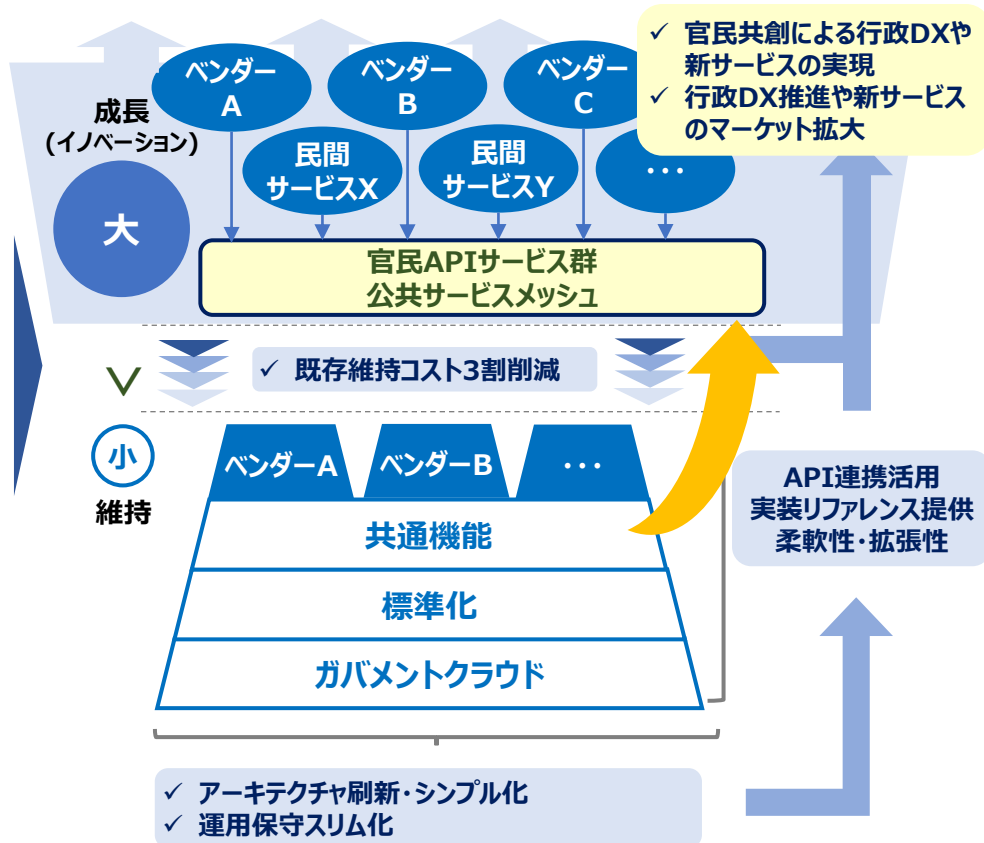 ✓ 官民共創による行政DXや
新サービスの実現
✓ 行政DX推進や新サービス
のマーケット拡大
ベンダー
A
ベンダー
B
ベンダー
C
成長
(イノベーション)
大
民間
サービスX
民間
サービスY
・・・
官民APIサービス群
公共サービスメッシュ
✓ 既存維持コスト3割削減
小
維持
ベンダーA
ベンダーB
・・・
共通機能
標準化
ガバメントクラウド
API連携活用
実装リファレンス提供
柔軟性・拡張性
✓ アーキテクチャ刷新・シンプル化
✓ 運用保守スリム化